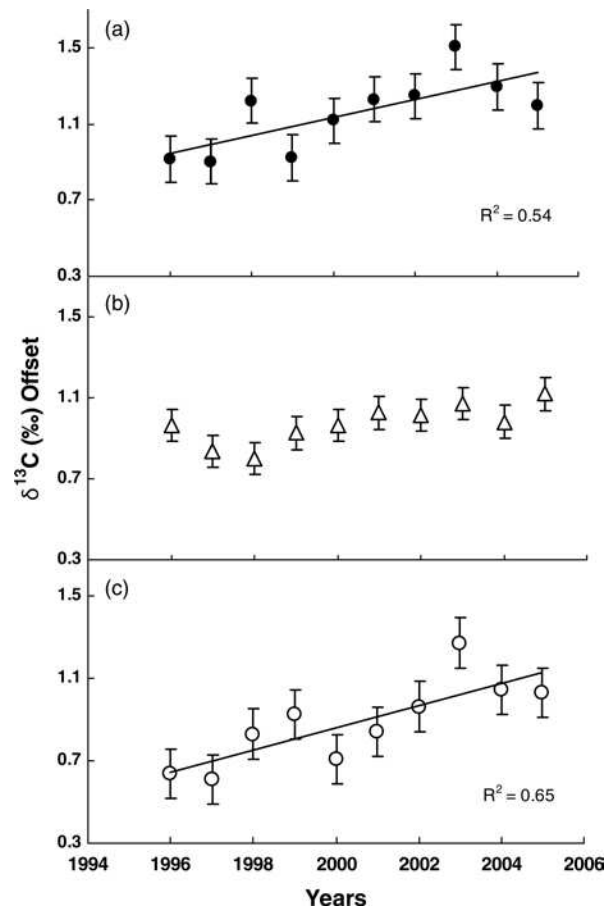 (a)
1.5
1.1
0.7
0.3
R² = 0.54
(b)
1.5
1.1
0.7
0.3
δ¹³C (‰) Offset
(c)
1.5
1.1
0.7
0.3
R² = 0.65
1994 1996 1998 2000 2002 2004 2006
Years